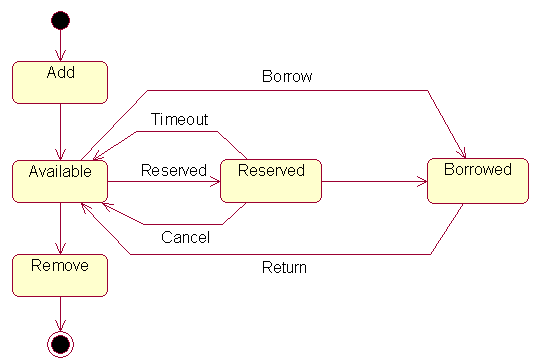 Add
Borrow
Timeout
Available
Reserved
Reserved
Borrowed
Cancel
Remove
Return